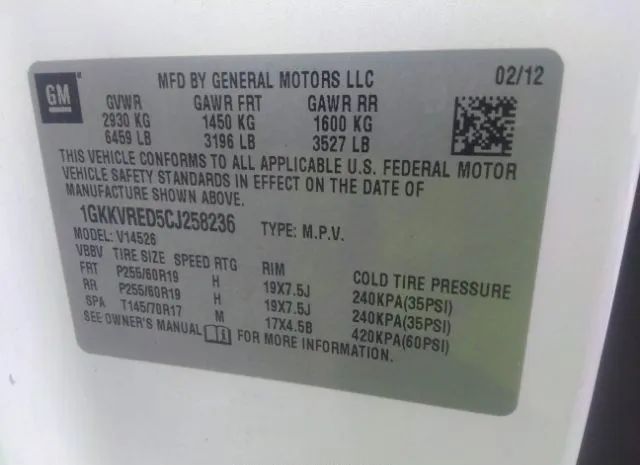 GM
MFD BY GENERAL MOTORS LLC 02/12
GVWR GAWR FRT GAWR RR
2930 KG 1450 KG 1600 KG
6459 LB 3196 LB 3527 LB
THIS VEHICLE CONFORMS TO ALL APPLICABLE U.S. FEDERAL MOTOR
VEHICLE SAFETY STANDARDS IN EFFECT ON THE DATE OF
MANUFACTURE SHOWN ABOVE.
1GKKVRED5CJ258236 TYPE: M.P.V.
MODEL: V14526
VBBV TIRE SIZE SPEED RTG RIM COLD TIRE PRESSURE
FRT P255/60R19 H 19X7.5J 240KPA(35PSI)
RR P255/60R19 H 19X7.5J 240KPA(35PSI)
SPA T145/70R17 M 17X4.5B 420KPA(60PSI)
SEE OWNER'S MANUAL FOR MORE INFORMATION.